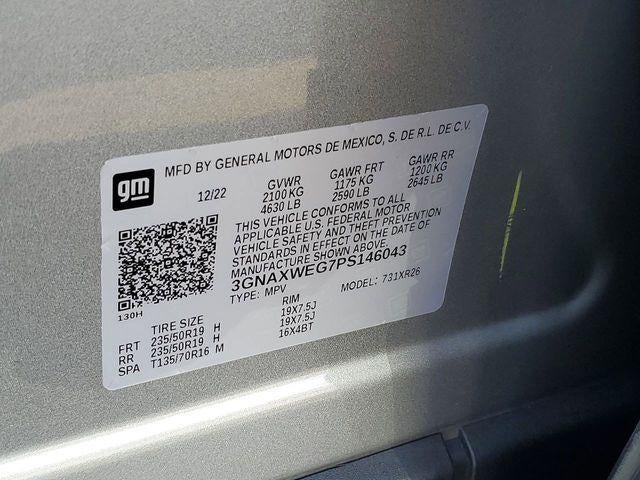 gm
MFD BY GENERAL MOTORS DE MEXICO, S. DE R.L. DE C.V.
12/22 GVWR GAWR FRT GAWR RR
2100 KG 1175 KG 1200 KG
4630 LB 2590 LB 2645 LB
THIS VEHICLE CONFORMS TO ALL
APPLICABLE U.S. FEDERAL MOTOR
VEHICLE SAFETY AND THEFT PREVENTION
STANDARDS IN EFFECT ON THE DATE OF
MANUFACTURE SHOWN ABOVE.
3GNAXWEG7PS146043
TYPE: MPV MODEL: 731XR26
130H
TIRE SIZE RIM
FRT 235/50R19 H 19X7.5J
RR 235/50R19 H 19X7.5J
SPA T135/70R16 M 16X4BT